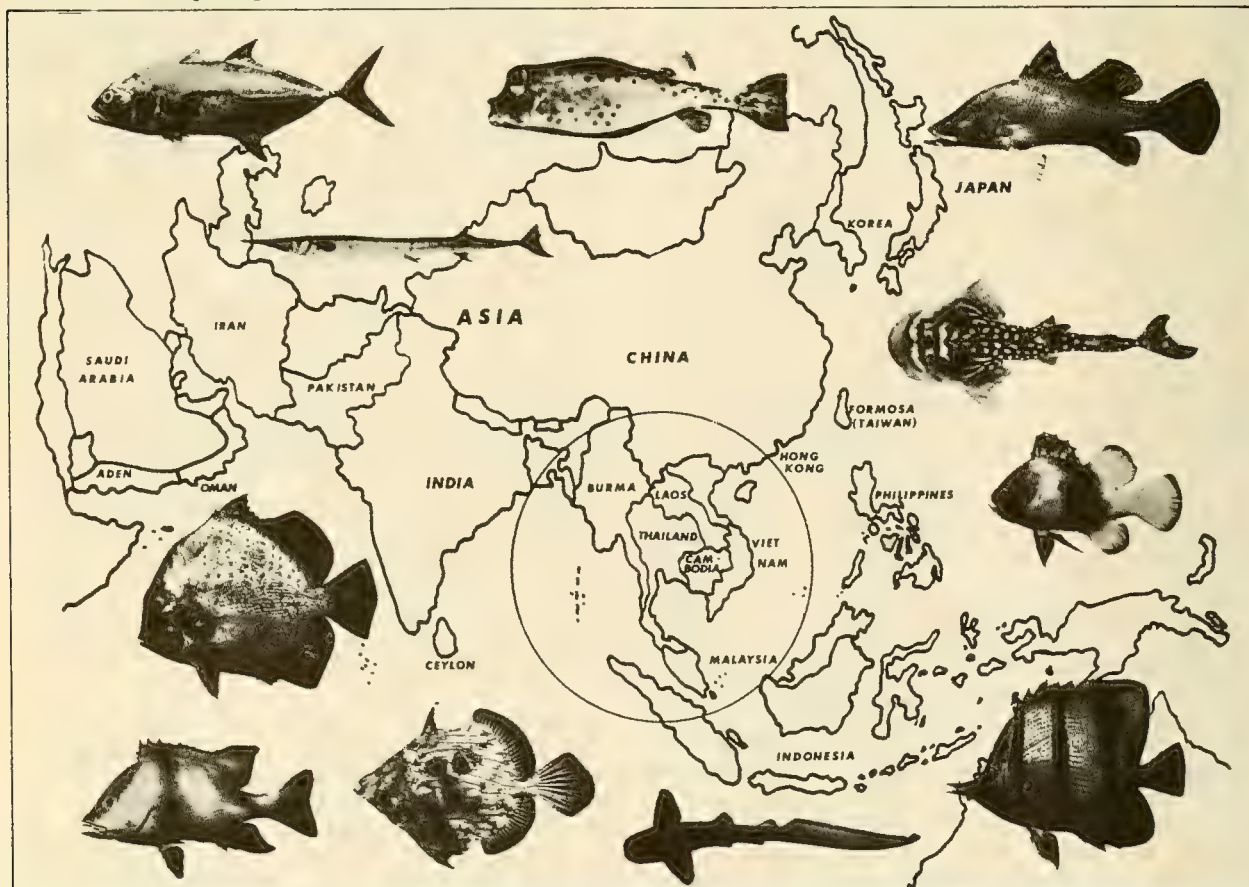 JAPAN
KOREA
ASIA
IRAN
CHINA
SAUDI
ARABIA
PAKISTAN
FORMOSA
(TAIWAN)
HONG
KONG
ADEN
OMAN
INDIA
BURMA
LAOS
PHILIPPINES
THAILAND
VIET
NAM
CAM
BODIA
CEYLON
MALAYSIA
INDONESIA